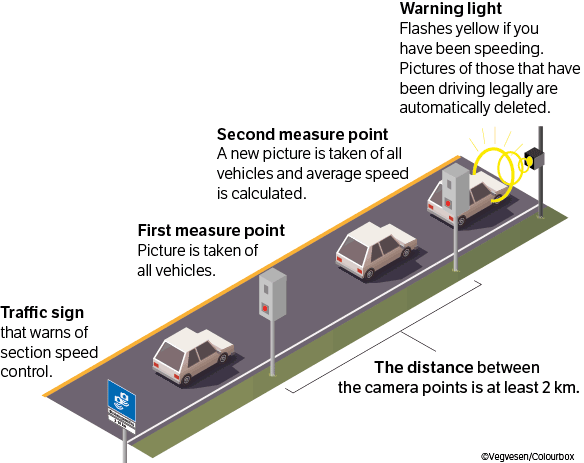 Warning light
Flashes yellow if you
have been speeding.
Pictures of those that have
been driving legally are
automatically deleted.
Second measure point
A new picture is taken of all
vehicles and average speed
is calculated.
First measure point
Picture is taken of
all vehicles.
Traffic sign
that warns of
section speed
control.
The distance between
the camera points is at least 2 km.
©Vegvesen/Colourbox